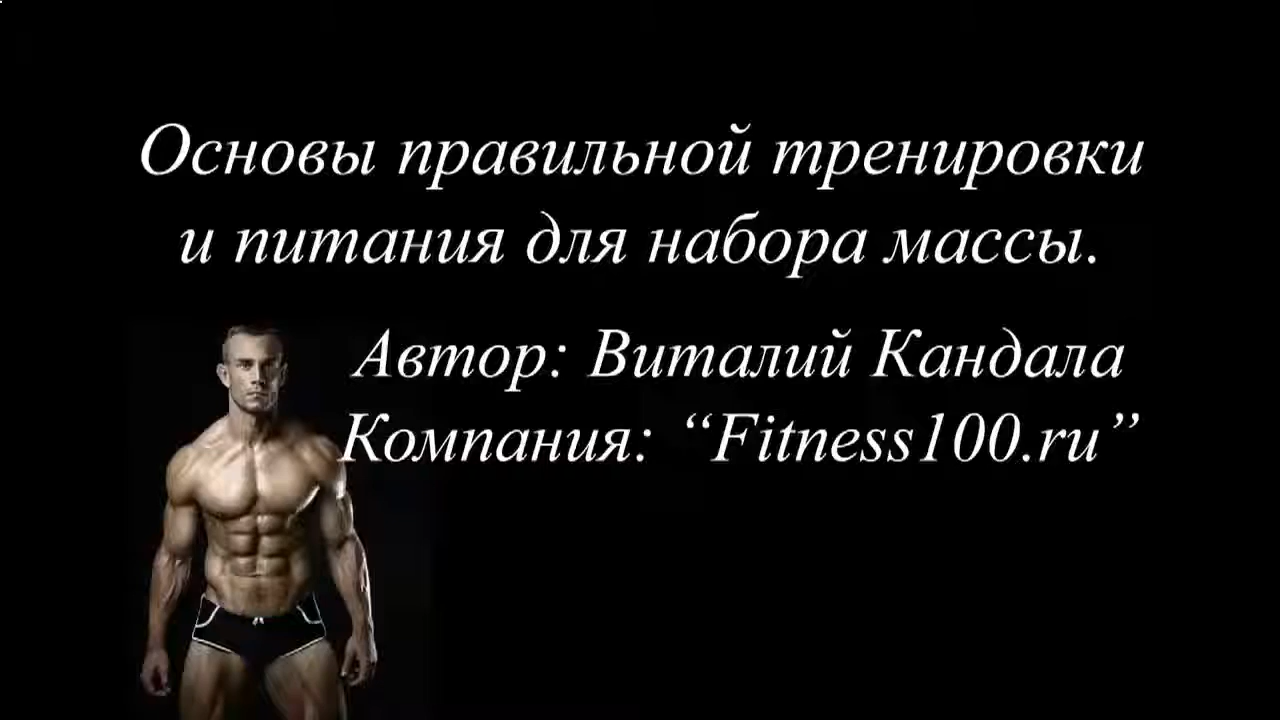 Основы правильной тренировки
и питания для набора массы.
Автор: Виталий Кандала
Компания: “Fitness100.ru”